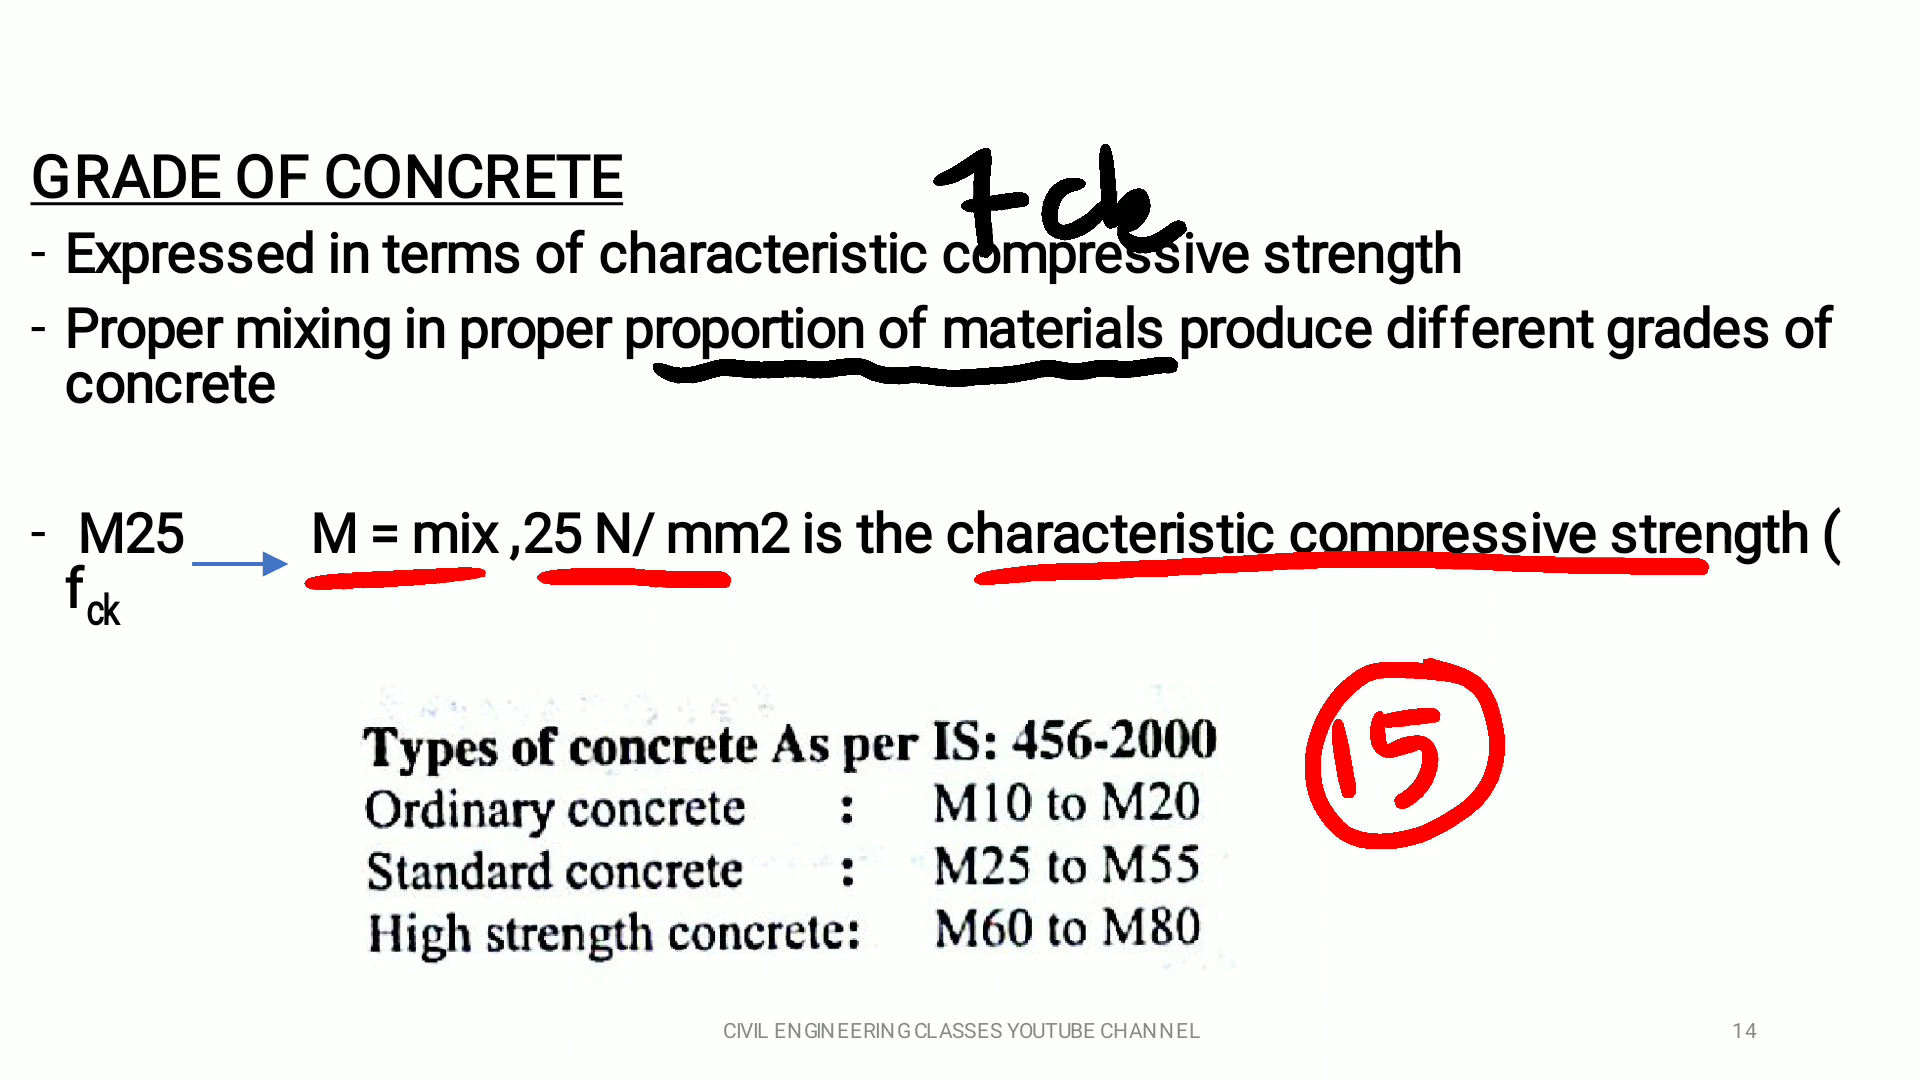 GRADE OF CONCRETE
fck
- Expressed in terms of characteristic compressive strength
- Proper mixing in proper proportion of materials produce different grades of
concrete
- M25 M = mix ,25 N/ mm2 is the characteristic compressive strength (
fck
15
Types of concrete As per IS: 456-2000
Ordinary concrete : M10 to M20
Standard concrete : M25 to M55
High strength concrete: M60 to M80
CIVIL ENGINEERING CLASSES YOUTUBE CHANNEL
14